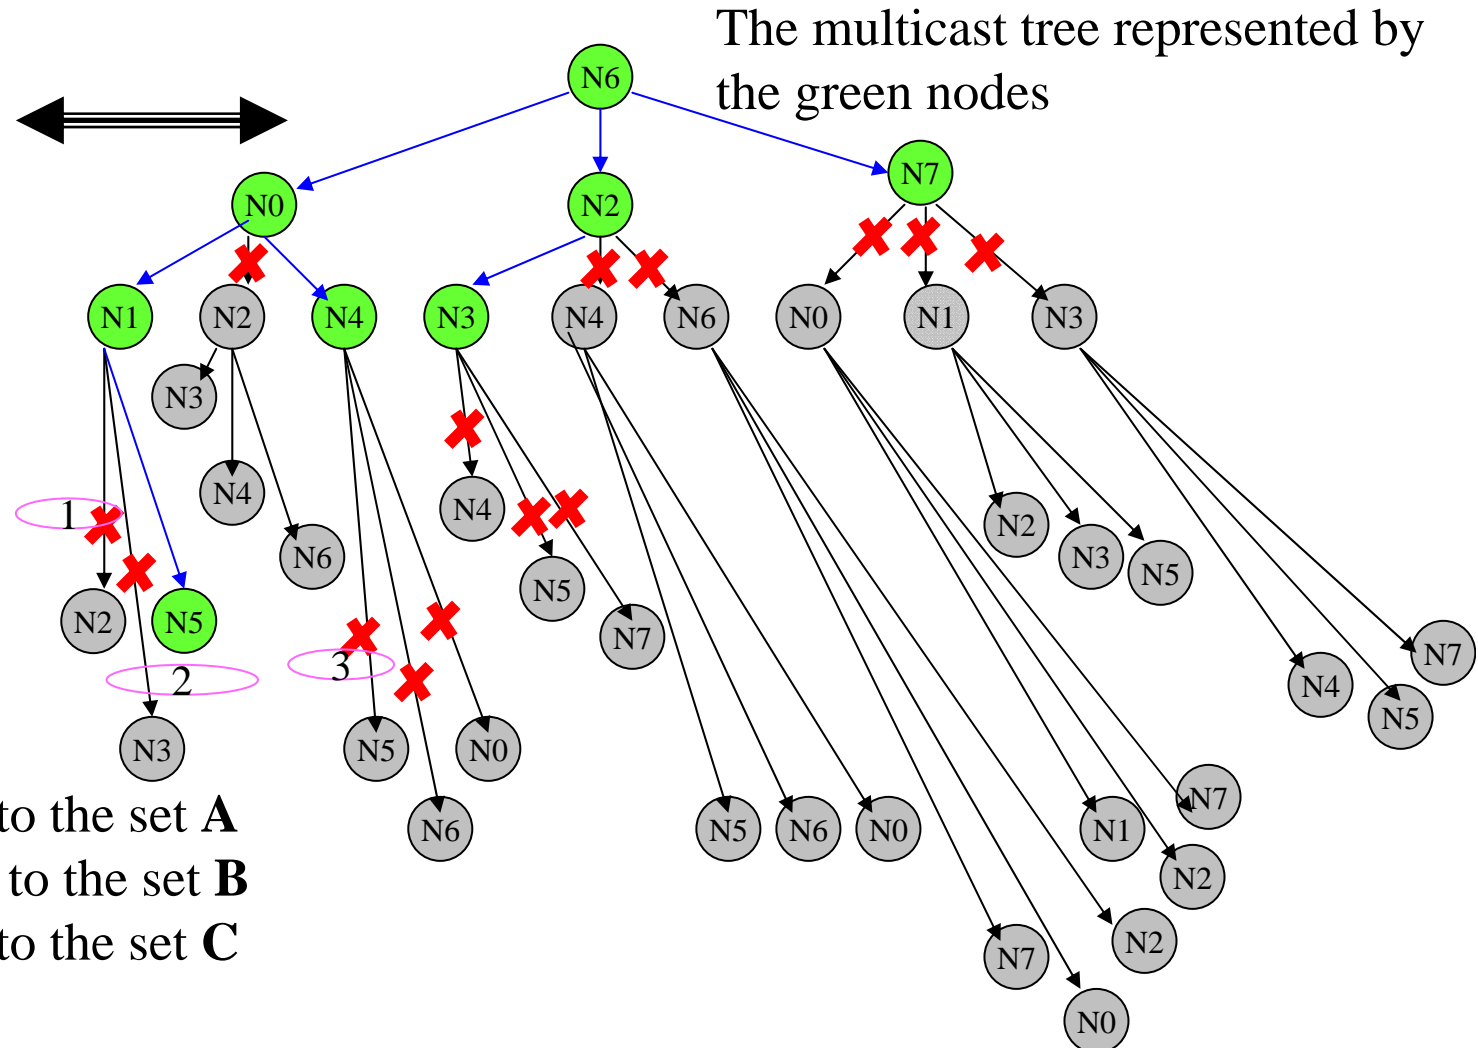 The multicast tree represented by
the green nodes
N6
N7
N0 N2
N1 N2 N4 N3 N4 N6 N0 N1 N3
N3
N4 N4
1 N2
N6 N3 N5
N5
N2 N5 N7
3 N7
2 N4
N5
N3 N5 N0
N7
to the set A N6 N5 N6 N0 N1
to the set B N2
to the set C N2
N7
N0